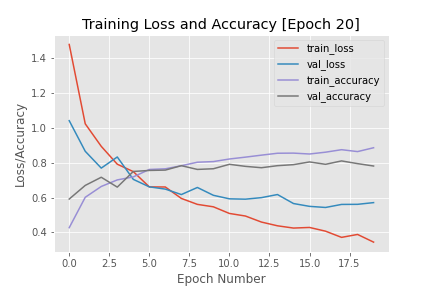 Training Loss and Accuracy [Epoch 20]
train_loss
val_loss
train_accuracy
val_accuracy
Loss/Accuracy
1.4
1.2
1.0
0.8
0.6
0.4
0.0 2.5 5.0 7.5 10.0 12.5 15.0 17.5
Epoch Number